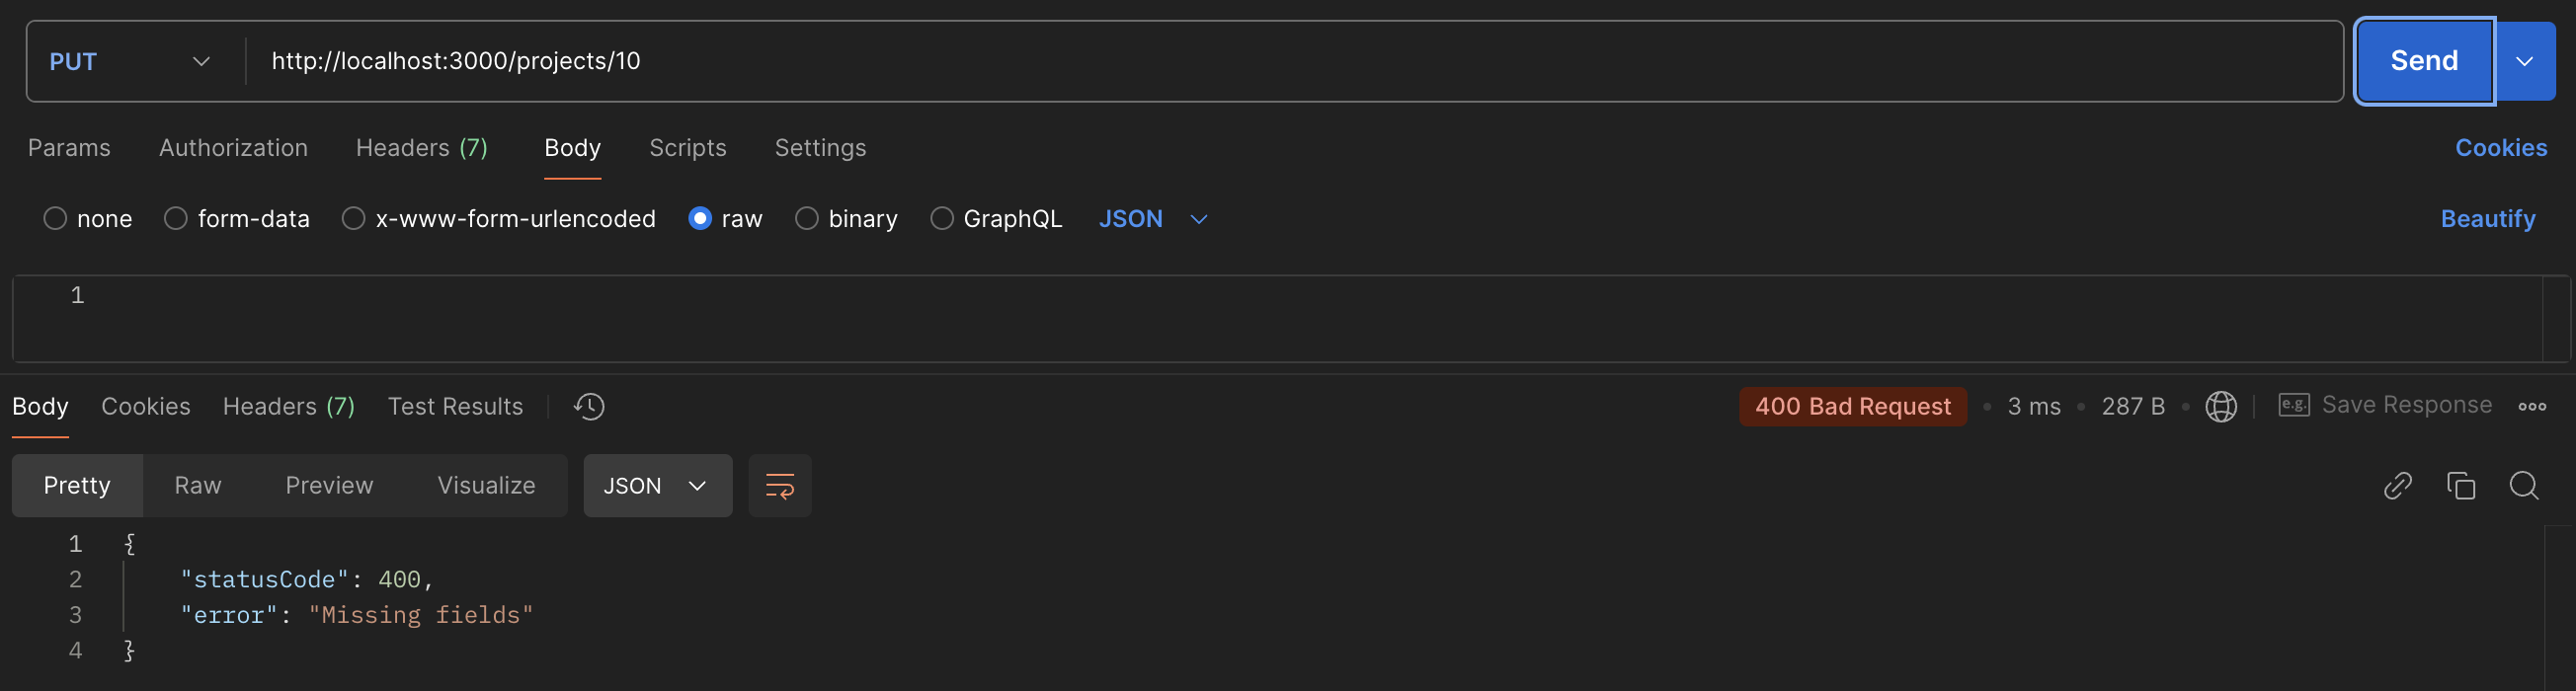 PUT http://localhost:3000/projects/10 Send
Params Authorization Headers (7) Body Scripts Settings Cookies
none form-data x-www-form-urlencoded raw binary GraphQL JSON Beautify
1
Body Cookies Headers (7) Test Results 400 Bad Request • 3 ms • 287 B • e.g. Save Response
Pretty Raw Preview Visualize JSON
1 {
2 "statusCode": 400,
3 "error": "Missing fields"
4 }